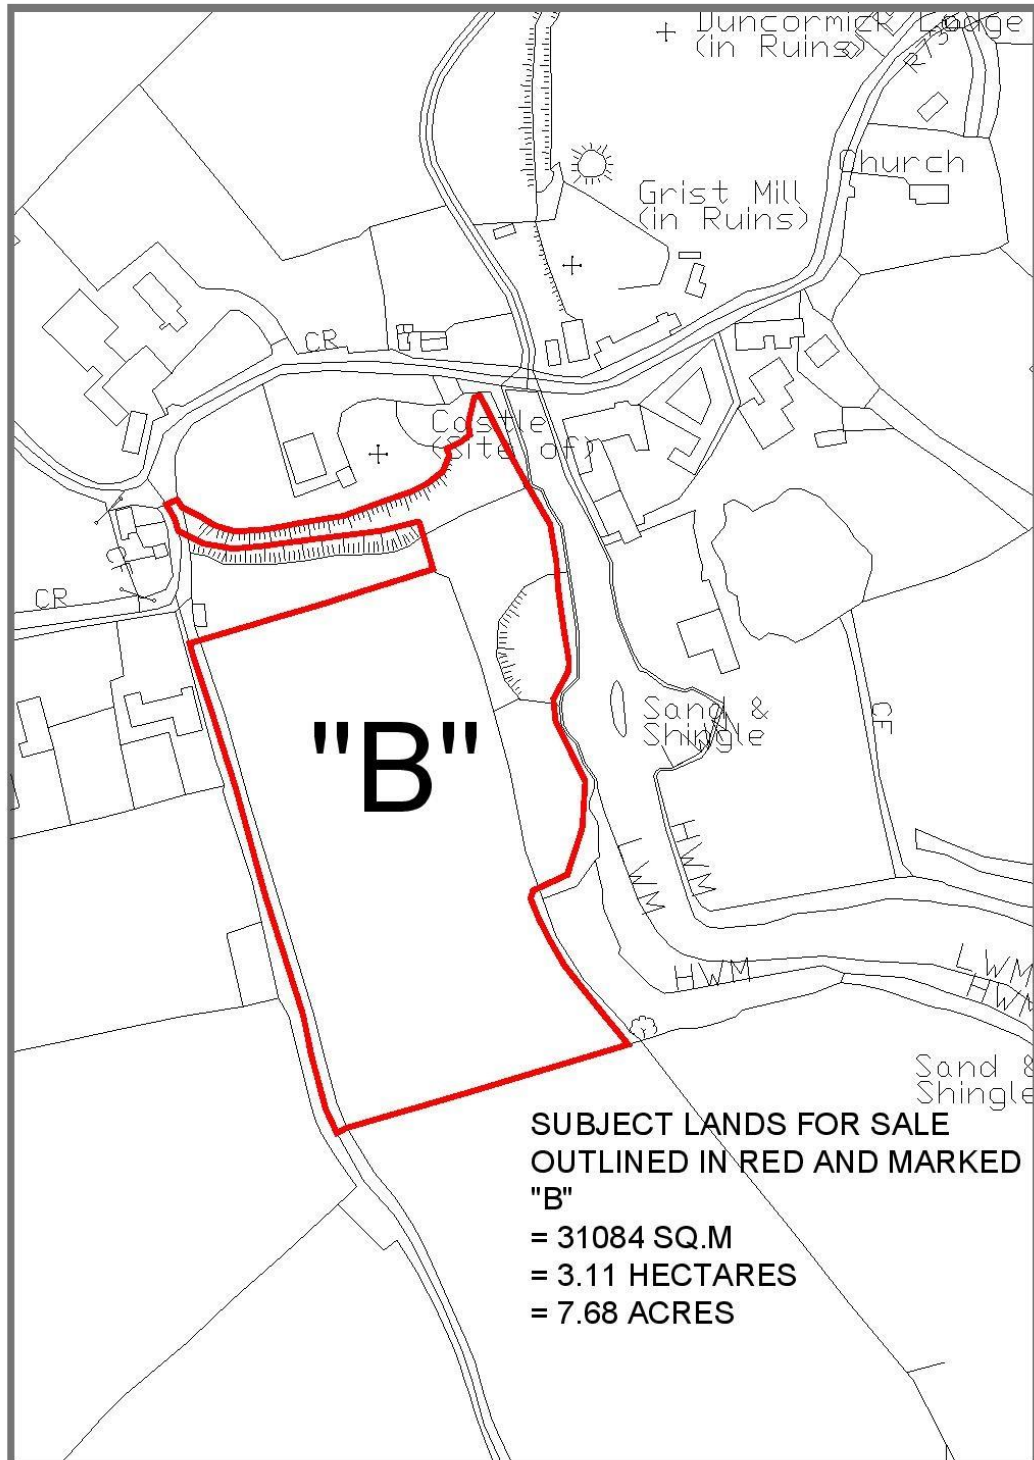 Duncormick Lodge
(in Ruins)
R73
Church
Grist Mill
(in Ruins)
CR
Castle
(Site of)
CR
"B"
Sand &
Shingle
CF
LWM
HWM
HWM
LWM
HWM
Sand &
Shingle
SUBJECT LANDS FOR SALE
OUTLINED IN RED AND MARKED
"B"
= 31084 SQ.M
= 3.11 HECTARES
= 7.68 ACRES